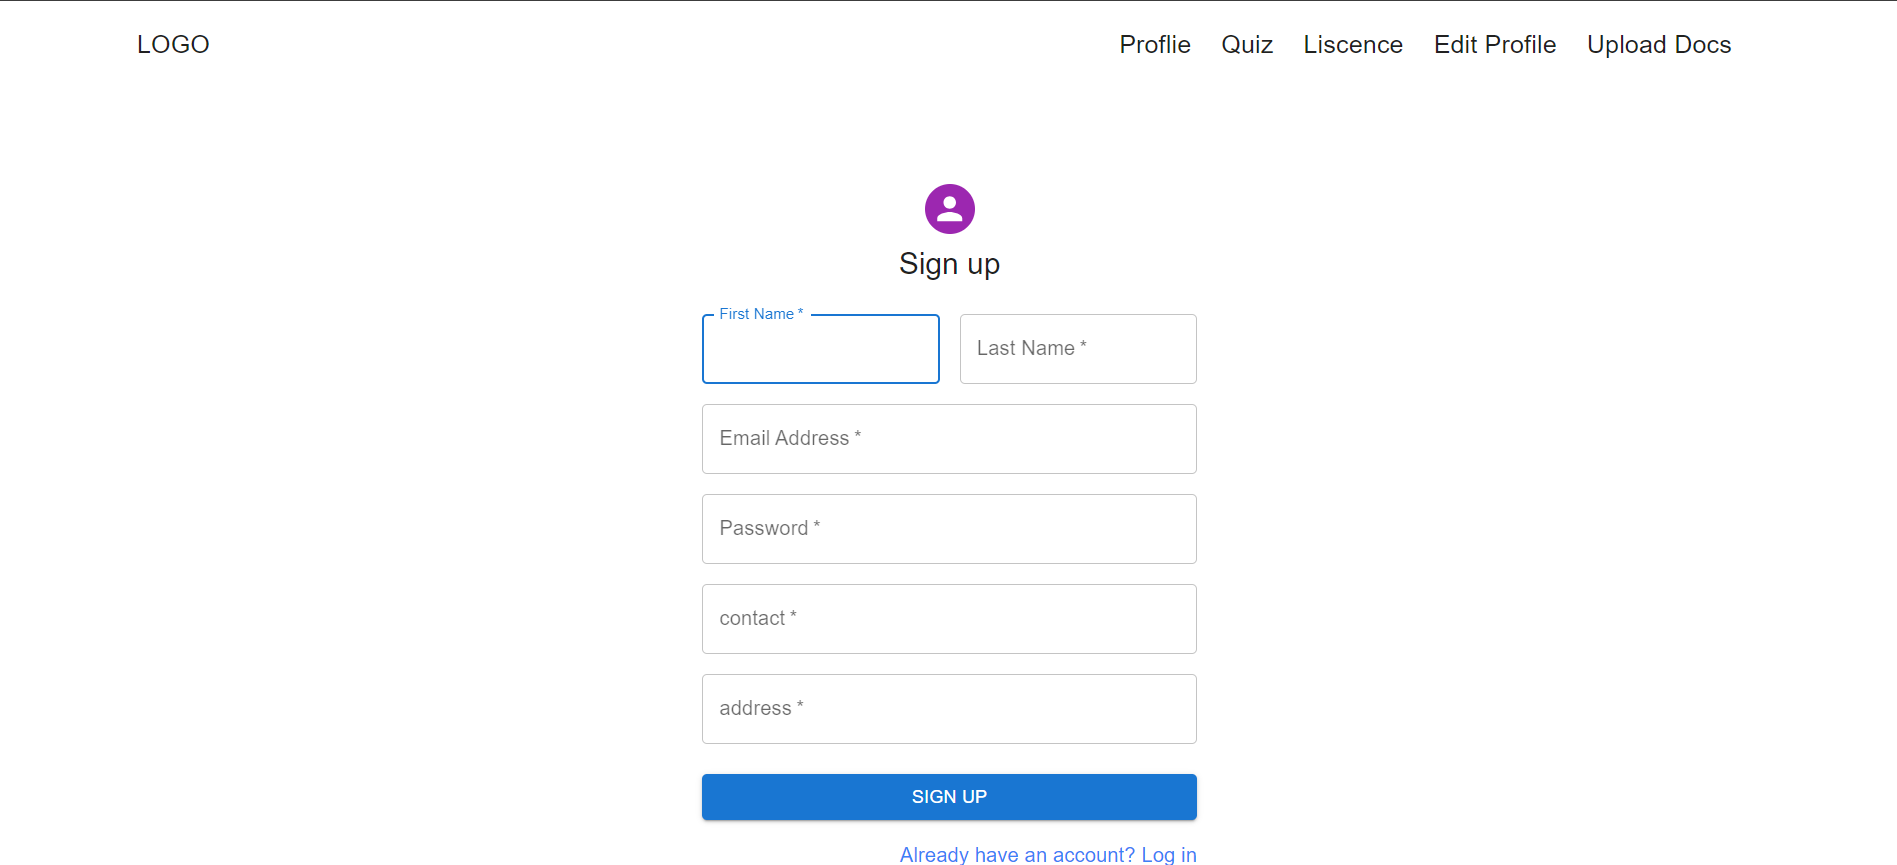 LOGO Proflie Quiz Liscence Edit Profile Upload Docs
Sign up
First Name *
Last Name *
Email Address *
Password *
contact *
address *
SIGN UP
Already have an account? Log in